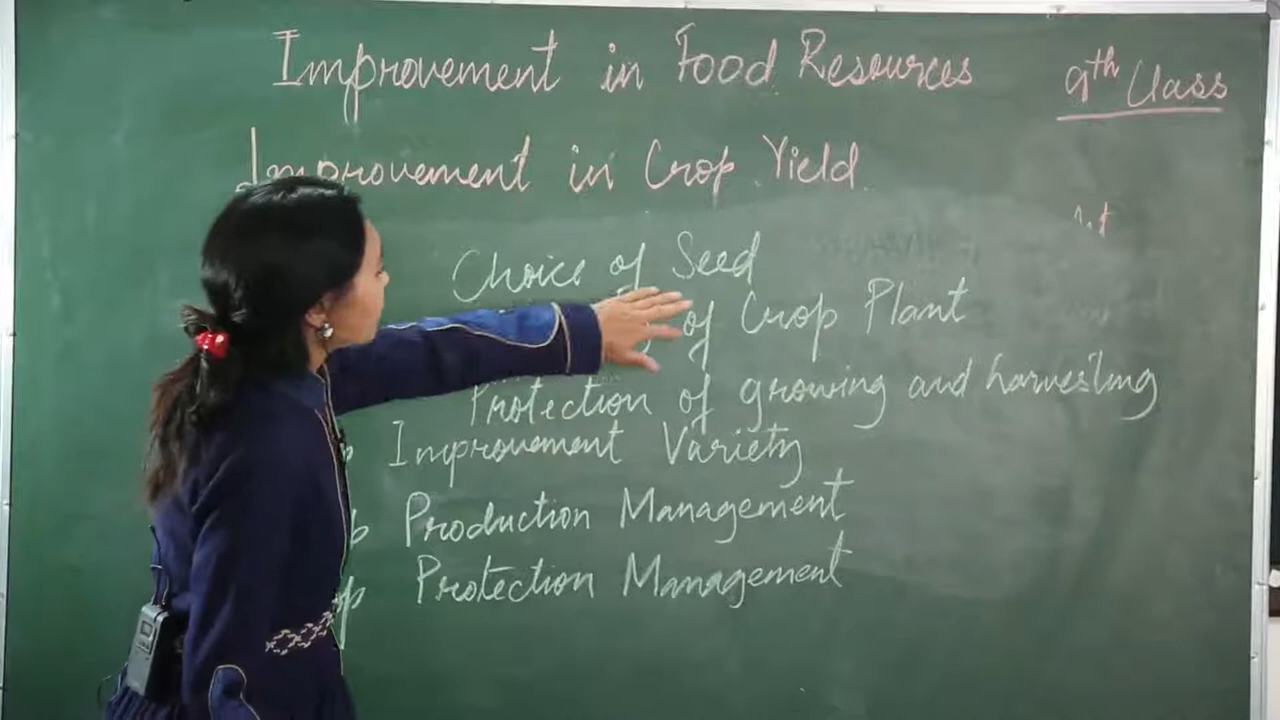 Improvement in Food Resources
9th Class
Improvement in Crop Yield
Choice of Seed
of Crop Plant
Protection of growing and harvesting
Improvement Variety
Production Management
Protection Management